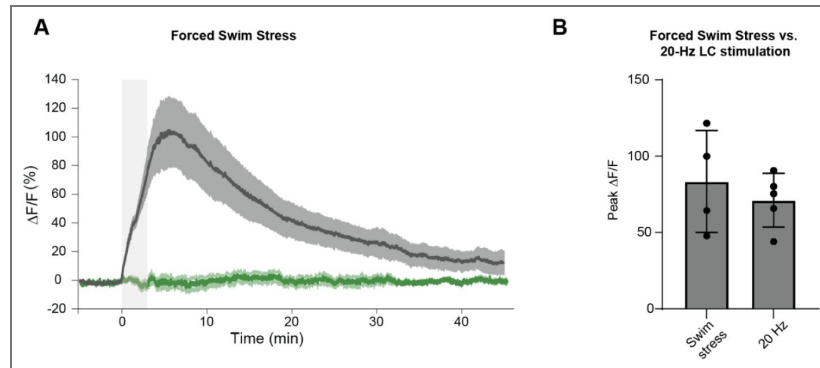 A
Forced Swim Stress
140
120
100
80
60
40
20
0
-20
ΔF/F (%)
0
10
20
30
40
Time (min)
B
Forced Swim Stress vs.
20-Hz LC stimulation
150
100
50
0
Peak ΔF/F
Swim
stress
20 Hz